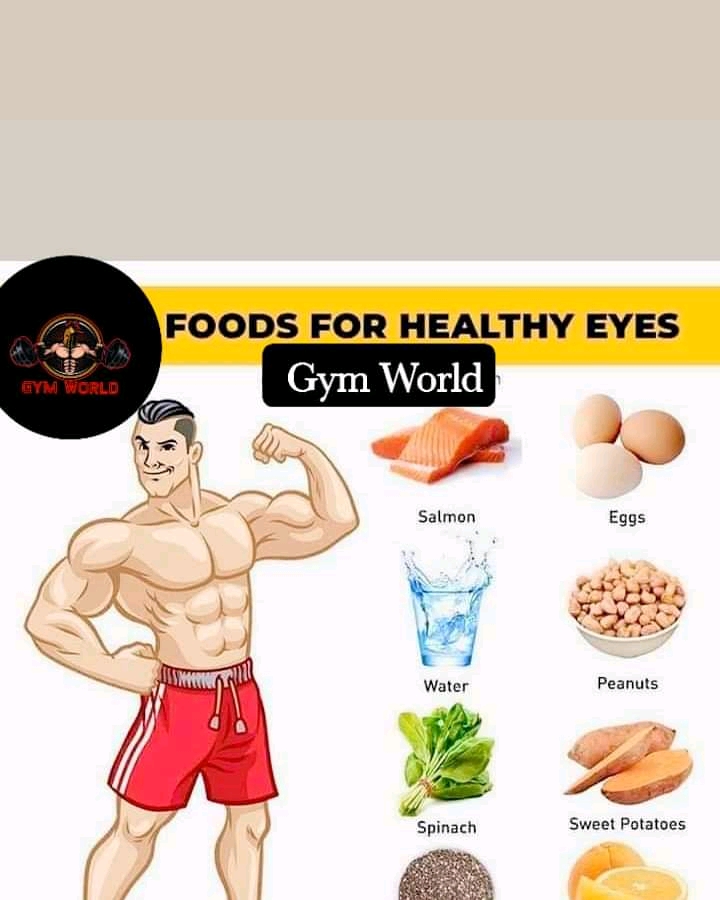 FOODS FOR HEALTHY EYES
GYM WORLD
Gym World
Salmon
Eggs
Water
Peanuts
Spinach
Sweet Potatoes